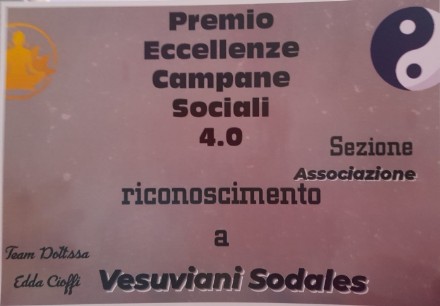 Premio
Eccellenze
Campane
Sociali
4.0
Sezione
Associazione
riconoscimento
a
Team Dott.ssa
Edda Cioffi
Vesuviani Sodales